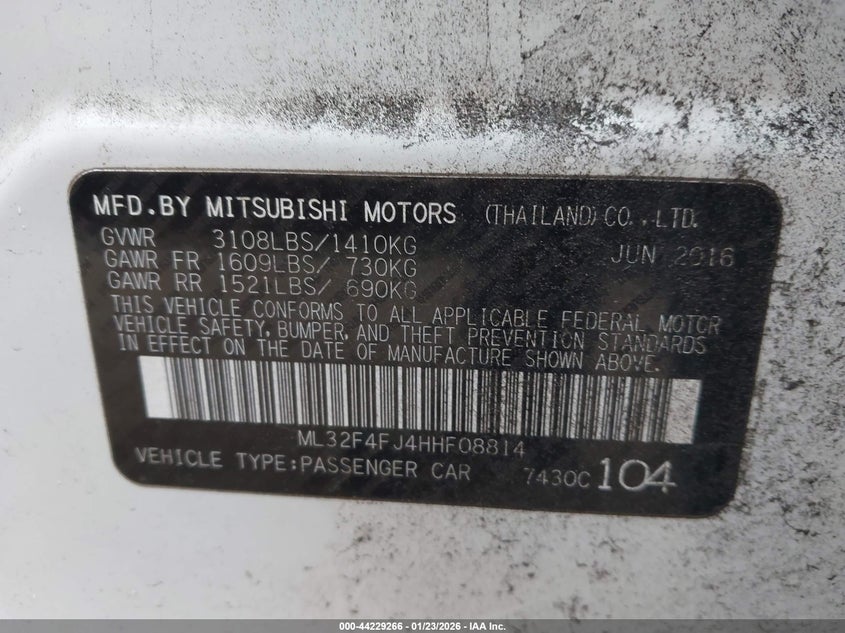 MFD.BY MITSUBISHI MOTORS (THAILAND) CO.,LTD.
GVWR 3108LBS/1410KG JUN 2016
GAWR FR 1609LBS/ 730KG
GAWR RR 1521LBS/ 690KG
THIS VEHICLE CONFORMS TO ALL APPLICABLE FEDERAL MOTOR
VEHICLE SAFETY, BUMPER, AND THEFT PREVENTION STANDARDS
IN EFFECT ON THE DATE OF MANUFACTURE SHOWN ABOVE.
ML32F4FJ4HHF08814
VEHICLE TYPE:PASSENGER CAR 7430C 104
000-44229266 - 01/23/2026 - IAA Inc.